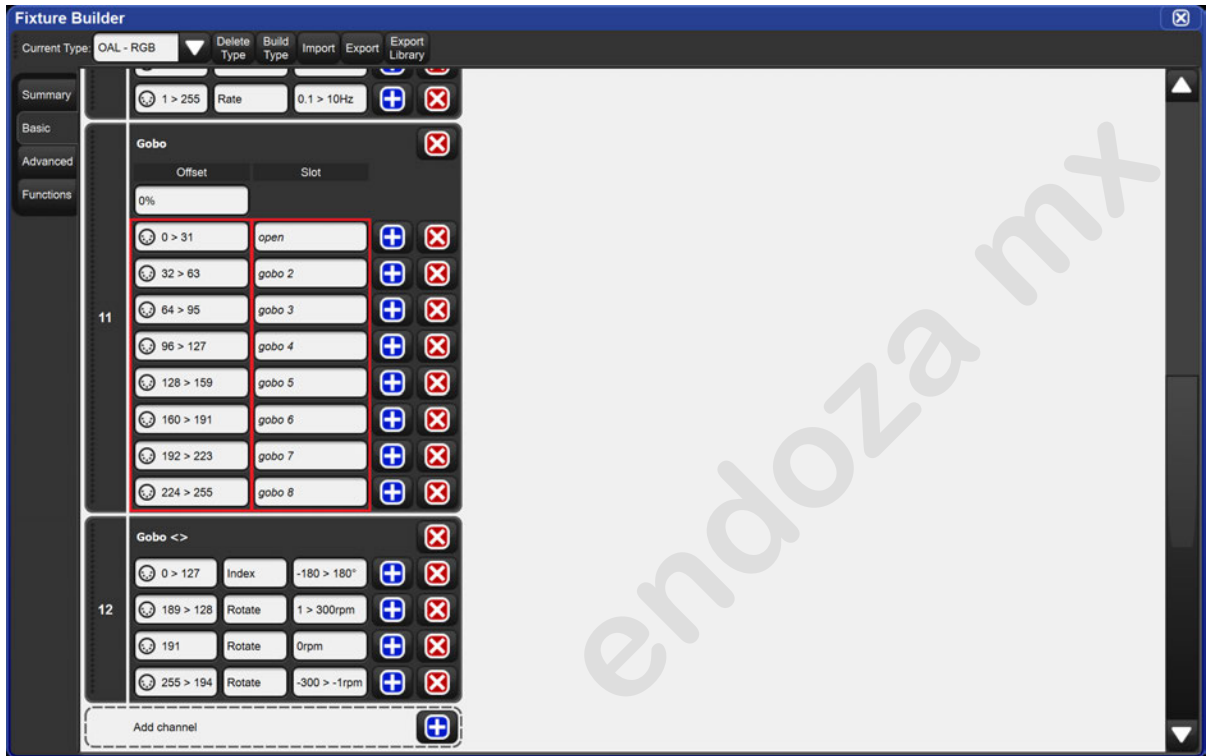 Fixture Builder
Current Type: OAL - RGB Delete Type Build Type Import Export Export Library
Summary
Basic
Advanced
Functions
1 > 255 Rate 0.1 > 10Hz
Gobo
Offset Slot
0%
0 > 31 open
32 > 63 gobo 2
64 > 95 gobo 3
11
96 > 127 gobo 4
128 > 159 gobo 5
160 > 191 gobo 6
192 > 223 gobo 7
224 > 255 gobo 8
Gobo <>
0 > 127 Index -180 > 180°
12
189 > 128 Rotate 1 > 300rpm
191 Rotate 0rpm
255 > 194 Rotate -300 > -1rpm
Add channel
endoza mx